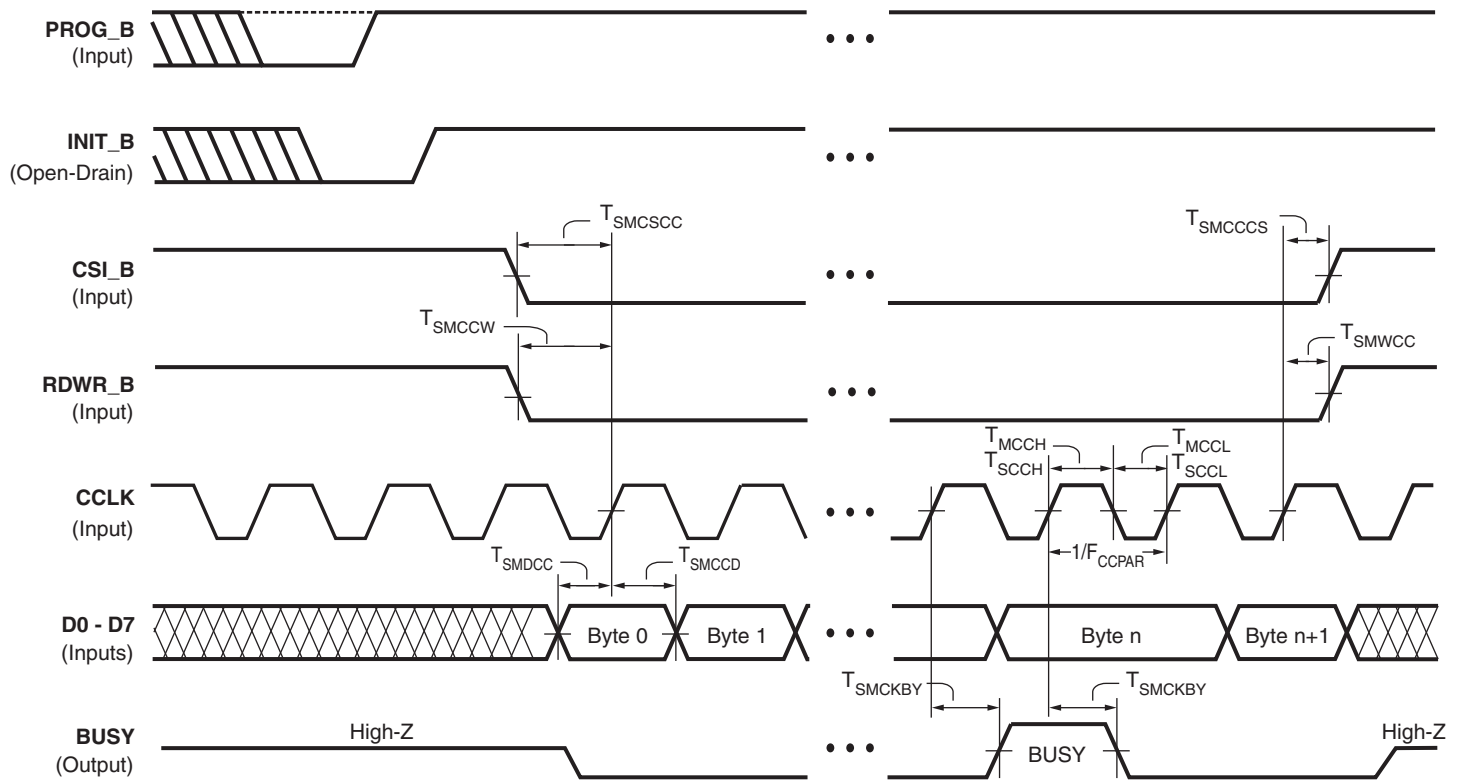 PROG_B
(Input)
INIT_B
(Open-Drain)
TSMCSCC
TSMCCCS
CSI_B
(Input)
TSMCCW
TSMWCC
RDWR_B
(Input)
TMCCH
TSCCH
TMCCL
TSCCL
CCLK
(Input)
1/FCCPAR
TSMDCC
TSMCCD
D0 - D7
(Inputs)
Byte 0
Byte 1
Byte n
Byte n+1
TSMCKBY
TSMCKBY
BUSY
(Output)
High-Z
BUSY
High-Z